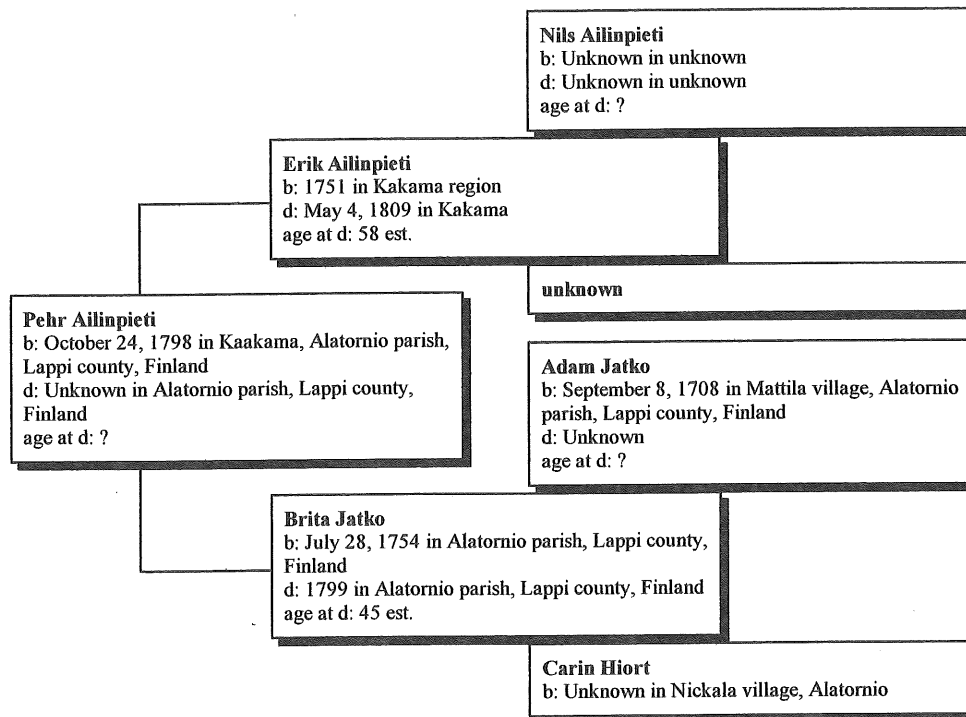 Nils Ailinpieti
b: Unknown in unknown
d: Unknown in unknown
age at d: ?
Erik Ailinpieti
b: 1751 in Kakama region
d: May 4, 1809 in Kakama
age at d: 58 est.
unknown
Pehr Ailinpieti
b: October 24, 1798 in Kaakama, Alatornio parish,
Lappi county, Finland
d: Unknown in Alatornio parish, Lappi county,
Finland
age at d: ?
Adam Jatko
b: September 8, 1708 in Mattila village, Alatornio
parish, Lappi county, Finland
d: Unknown
age at d: ?
Brita Jatko
b: July 28, 1754 in Alatornio parish, Lappi county,
Finland
d: 1799 in Alatornio parish, Lappi county, Finland
age at d: 45 est.
Carin Hiort
b: Unknown in Nickala village, Alatornio